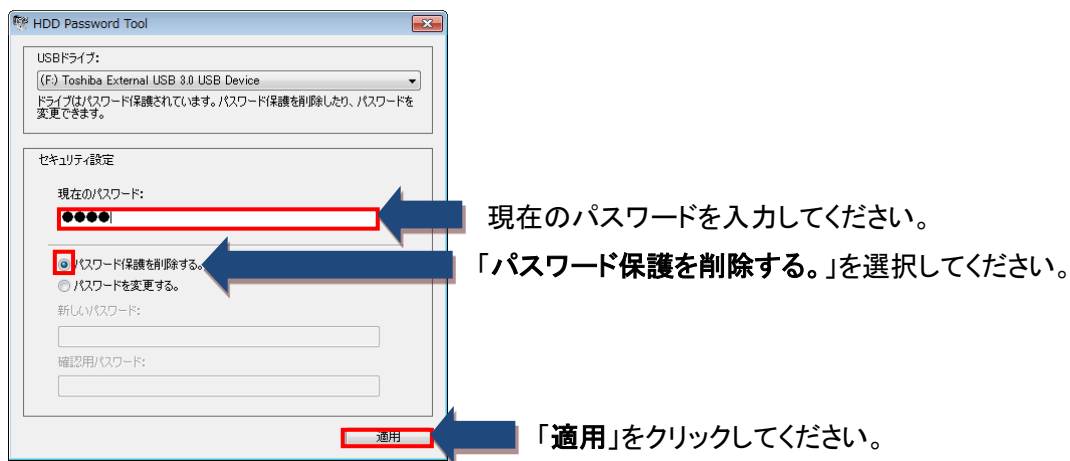 HDD Password Tool
USBドライブ:
(F:) Toshiba External USB 3.0 USB Device
ドライブはパスワード保護されています。パスワード保護を削除したり、パスワードを
変更できます。
セキュリティ設定
現在のパスワード:
●●●●
現在のパスワードを入力してください。
パスワード保護を削除する。
「パスワード保護を削除する。」を選択してください。
パスワードを変更する。
新しいパスワード:
確認用パスワード:
適用
「適用」をクリックしてください。